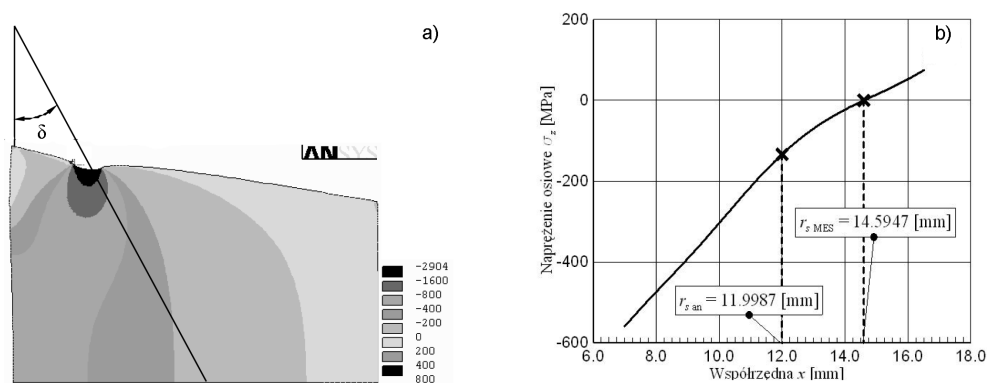 a)
δ
ANSYS
-2904
-1600
-800
-400
-200
0
200
400
800
b)
Naprężenie osiowe σz [MPa]
200
0
-200
-400
-600
rs MES = 14.5947 [mm]
rs an = 11.9987 [mm]
6.0 8.0 10.0 12.0 14.0 16.0 18.0
Współrzędna x [mm]